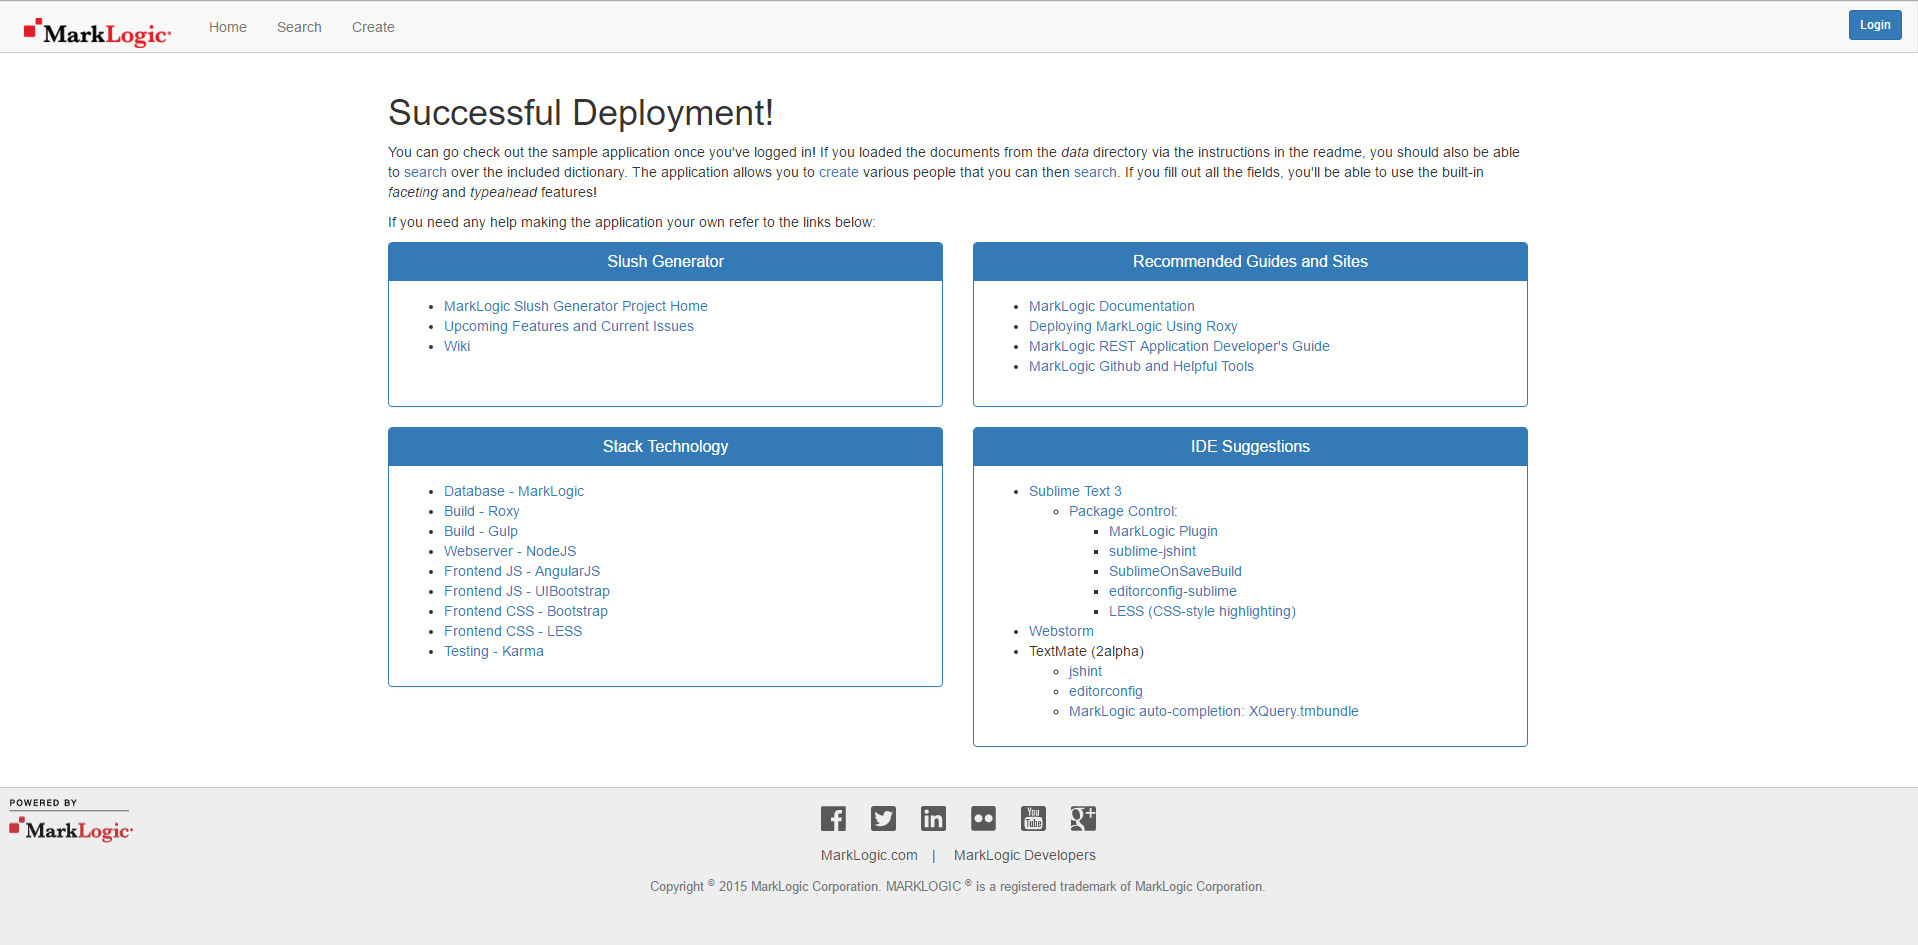 MarkLogic
Home
Search
Create
Login
Successful Deployment!
You can go check out the sample application once you've logged in! If you loaded the documents from the data directory via the instructions in the readme, you should also be able
to search over the included dictionary. The application allows you to create various people that you can then search. If you fill out all the fields, you'll be able to use the built-in
faceting and typeahead features!
If you need any help making the application your own refer to the links below:
Slush Generator
MarkLogic Slush Generator Project Home
Upcoming Features and Current Issues
Wiki
Recommended Guides and Sites
MarkLogic Documentation
Deploying MarkLogic Using Roxy
MarkLogic REST Application Developer's Guide
MarkLogic Github and Helpful Tools
Stack Technology
Database - MarkLogic
Build - Roxy
Build - Gulp
Webserver - NodeJS
Frontend JS - AngularJS
Frontend JS - UIBootstrap
Frontend CSS - Bootstrap
Frontend CSS - LESS
Testing - Karma
IDE Suggestions
Sublime Text 3
Package Control:
MarkLogic Plugin
sublime-jshint
SublimeOnSaveBuild
editorconfig-sublime
LESS (CSS-style highlighting)
Webstorm
TextMate (2alpha)
jshint
editorconfig
MarkLogic auto-completion: XQuery.tmbundle
POWERED BY
MarkLogic
You
Tube
MarkLogic.com | MarkLogic Developers
Copyright © 2015 MarkLogic Corporation. MARKLOGIC ® is a registered trademark of MarkLogic Corporation.